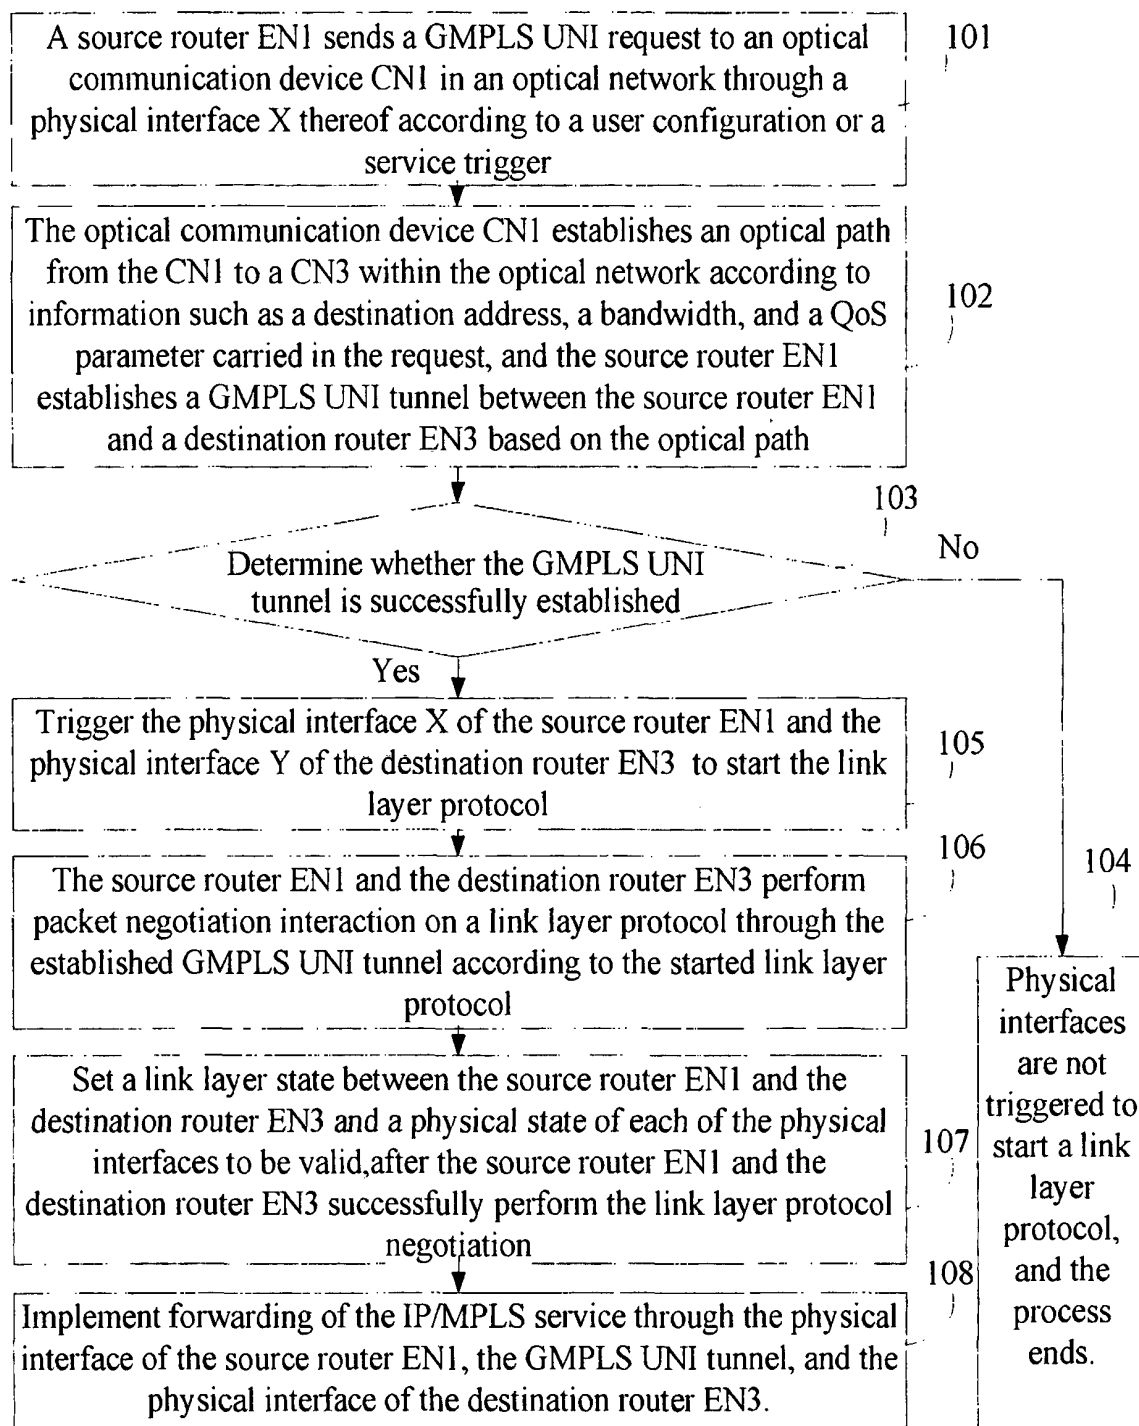 A source router EN1 sends a GMPLS UNI request to an optical
communication device CN1 in an optical network through a
physical interface X thereof according to a user configuration or a
service trigger
101
The optical communication device CN1 establishes an optical path
from the CN1 to a CN3 within the optical network according to
information such as a destination address, a bandwidth, and a QoS
parameter carried in the request, and the source router EN1
establishes a GMPLS UNI tunnel between the source router EN1
and a destination router EN3 based on the optical path
102
103
Determine whether the GMPLS UNI
tunnel is successfully established
No
Yes
Trigger the physical interface X of the source router EN1 and the
physical interface Y of the destination router EN3 to start the link
layer protocol
105
The source router EN1 and the destination router EN3 perform
packet negotiation interaction on a link layer protocol through the
established GMPLS UNI tunnel according to the started link layer
protocol
106
104
Physical
interfaces
are not
triggered to
start a link
layer
protocol,
and the
process
ends.
Set a link layer state between the source router EN1 and the
destination router EN3 and a physical state of each of the physical
interfaces to be valid,after the source router EN1 and the
destination router EN3 successfully perform the link layer protocol
negotiation
107
108
Implement forwarding of the IP/MPLS service through the physical
interface of the source router EN1, the GMPLS UNI tunnel, and the
physical interface of the destination router EN3.